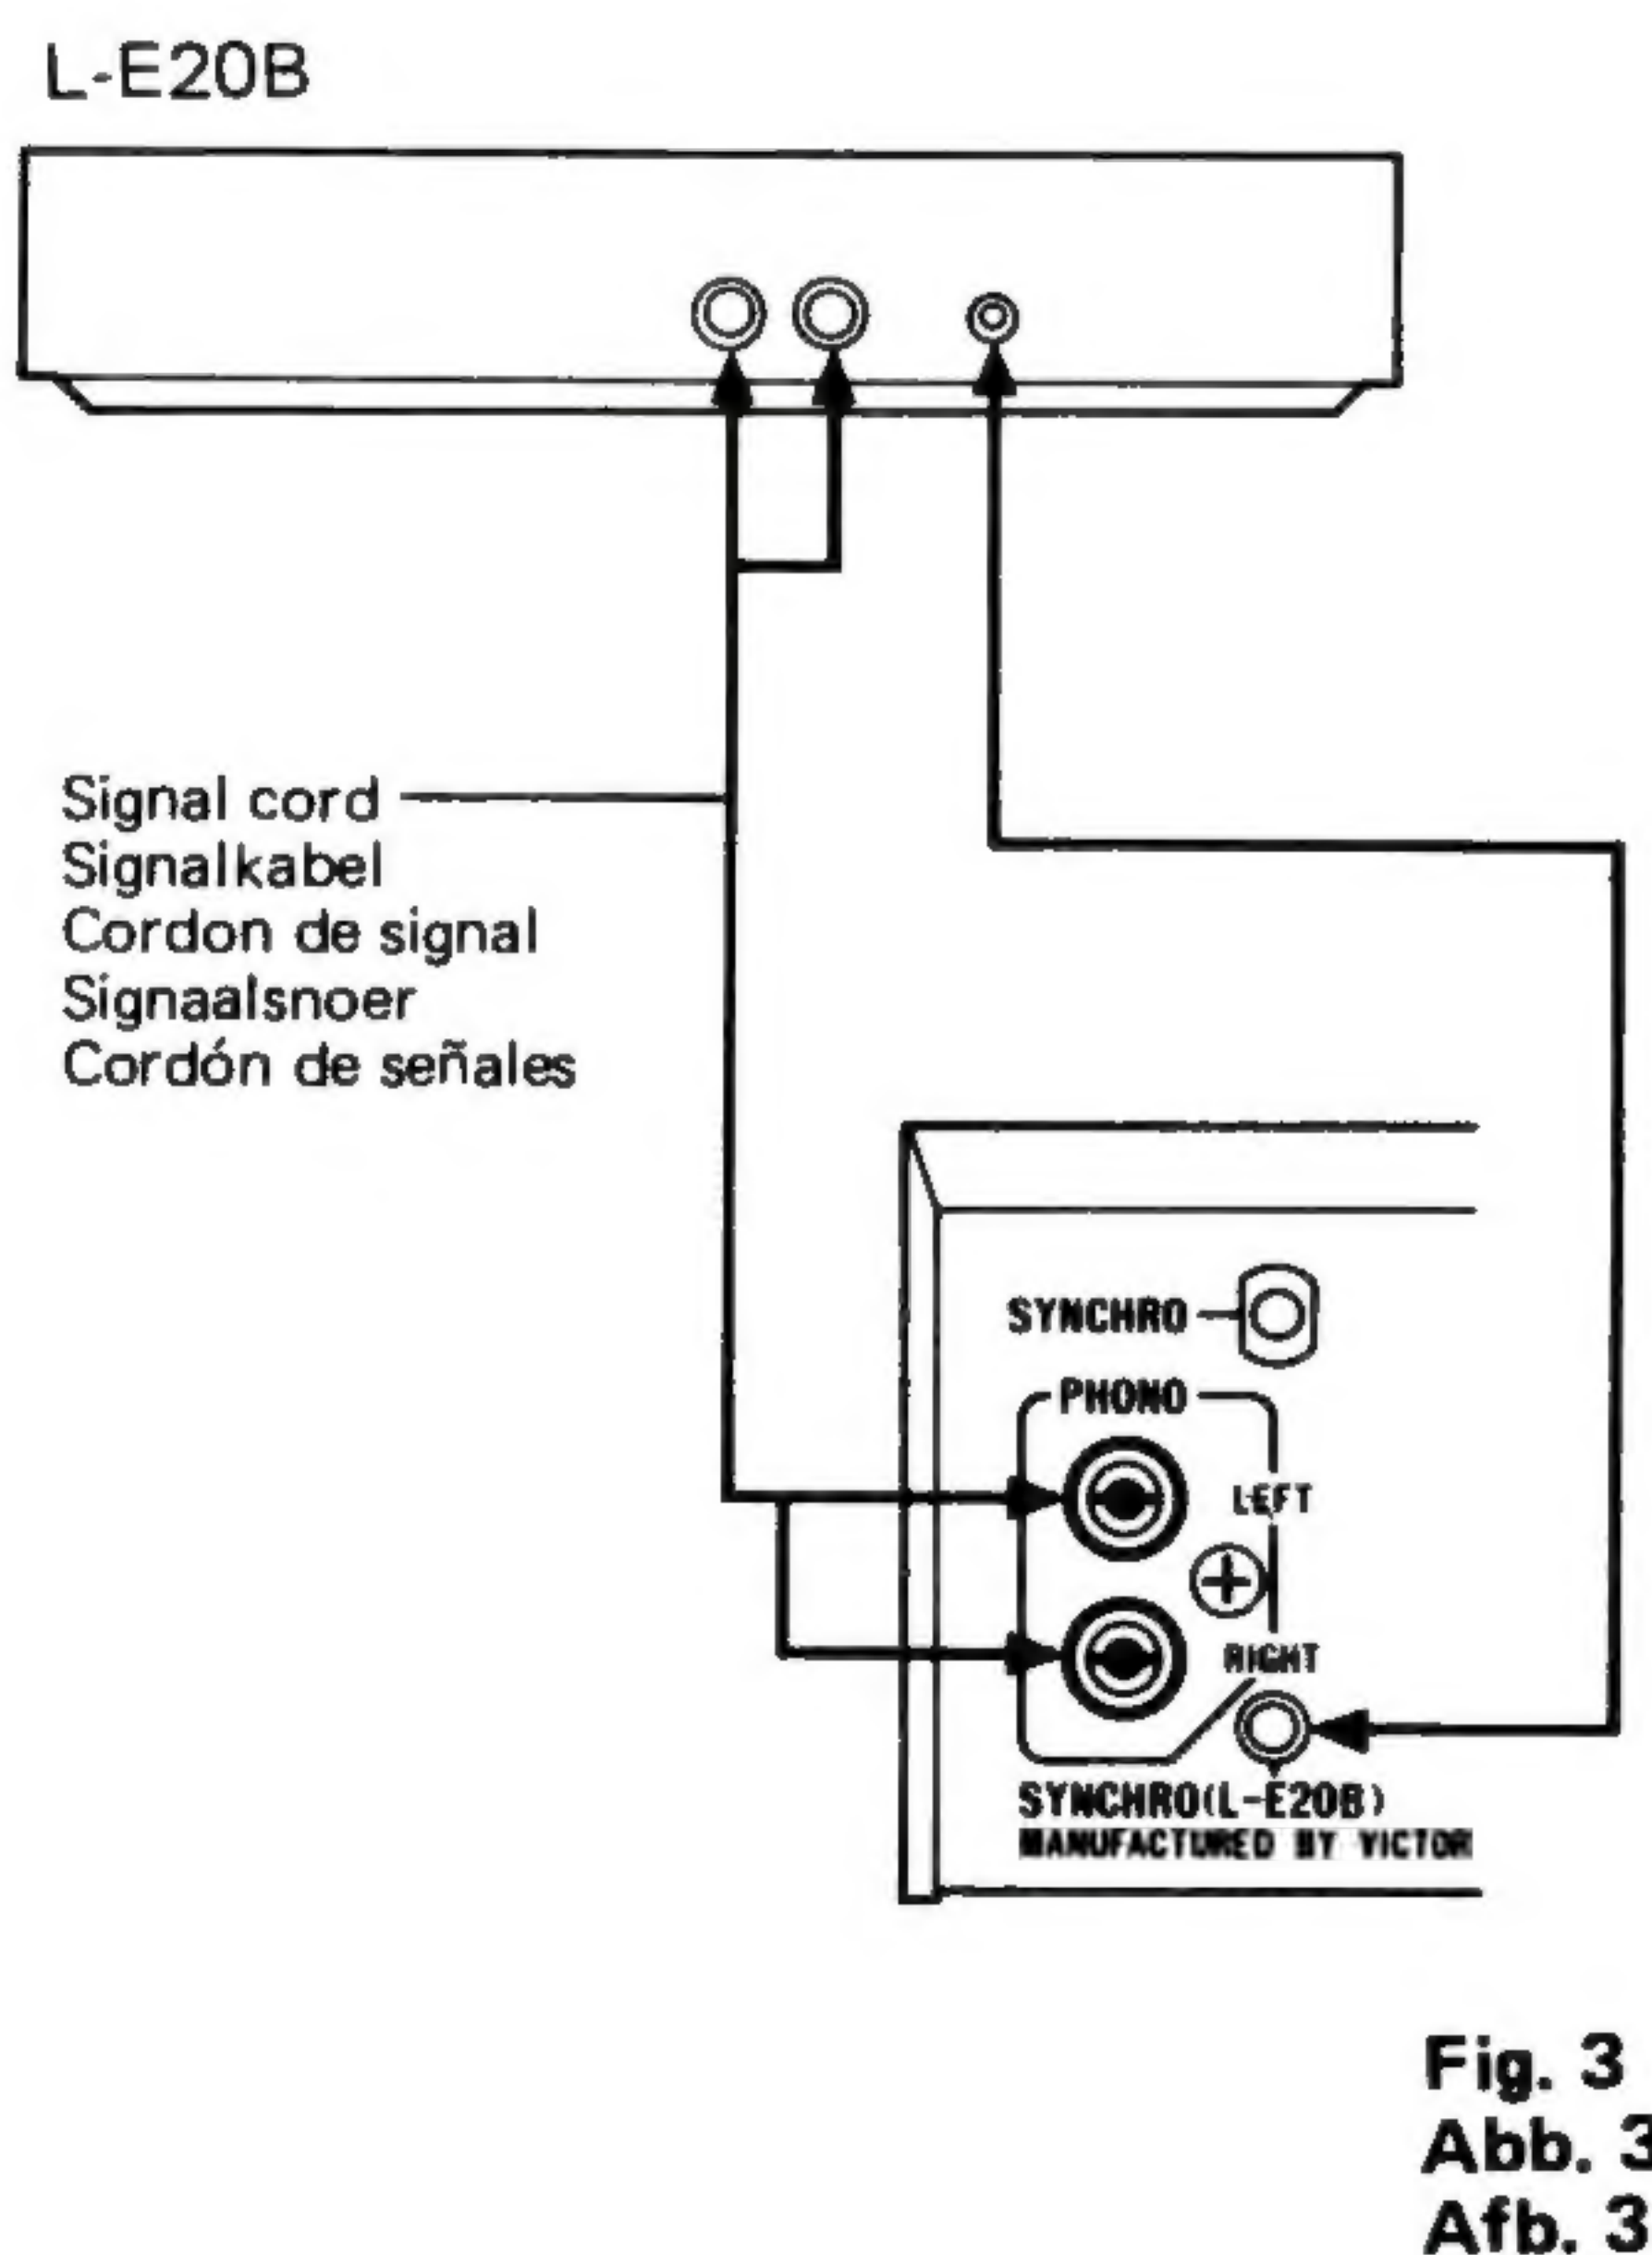 L-E20B
Signal cord
Signalkabel
Cordon de signal
Signaalsnoer
Cordón de señales
SYNCHRO
PHONO
LEFT
RIGHT
SYNCHRO(L-E20B)
MANUFACTURED BY VICTOR
Fig. 3
Abb. 3
Afb. 3